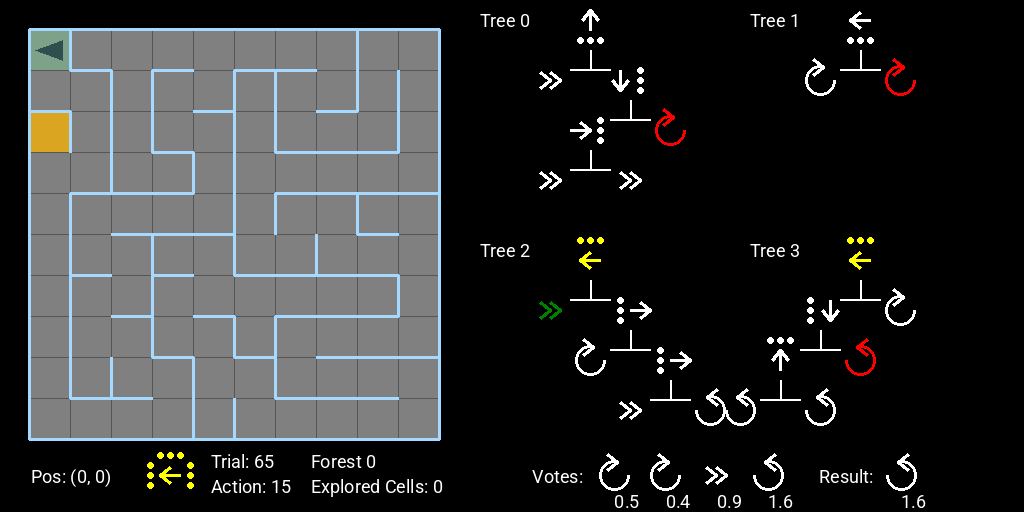 Tree 0
Tree 1
Tree 2
Tree 3
Pos: (0, 0)
Trial: 65
Forest 0
Action: 15
Explored Cells: 0
Votes:
0.5
0.4
0.9
1.6
Result:
1.6